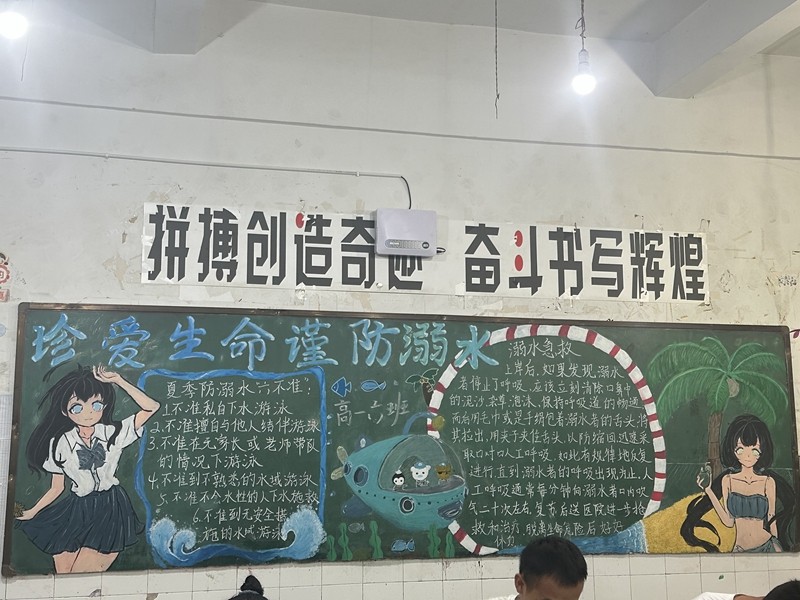 拼搏创造奇迹 奋斗书写辉煌
珍爱生命谨防溺水
夏季防溺水"六不准"
1.不准私自下水游泳
2.不准擅自与他人结伴游泳
3.不准在无家长或老师带队
的情况下游泳
4.不准到不熟悉的水域游泳
5.不准不会水性的人下水施救
6.不准到无安全措
施的水域游泳
高一六班
溺水急救
上岸后,如更发现溺水
者停止了呼吸,应该立刻清除口鼻中
的泥沙杂草泡沫,保持呼吸道的畅通
而后用毛巾或是手绢包着溺水者的舌头将
其拉出,用夹子夹住舌头,以防缩回迅速采
取口对口人工呼吸,如此有规律地反复
进行直到溺水者的呼吸出现为止.人
工呼吸通常每分钟向溺水者口内吹
气二十次左右,复苏后送医院进一步抢
救和治疗,脱离生命危险后好好
休息